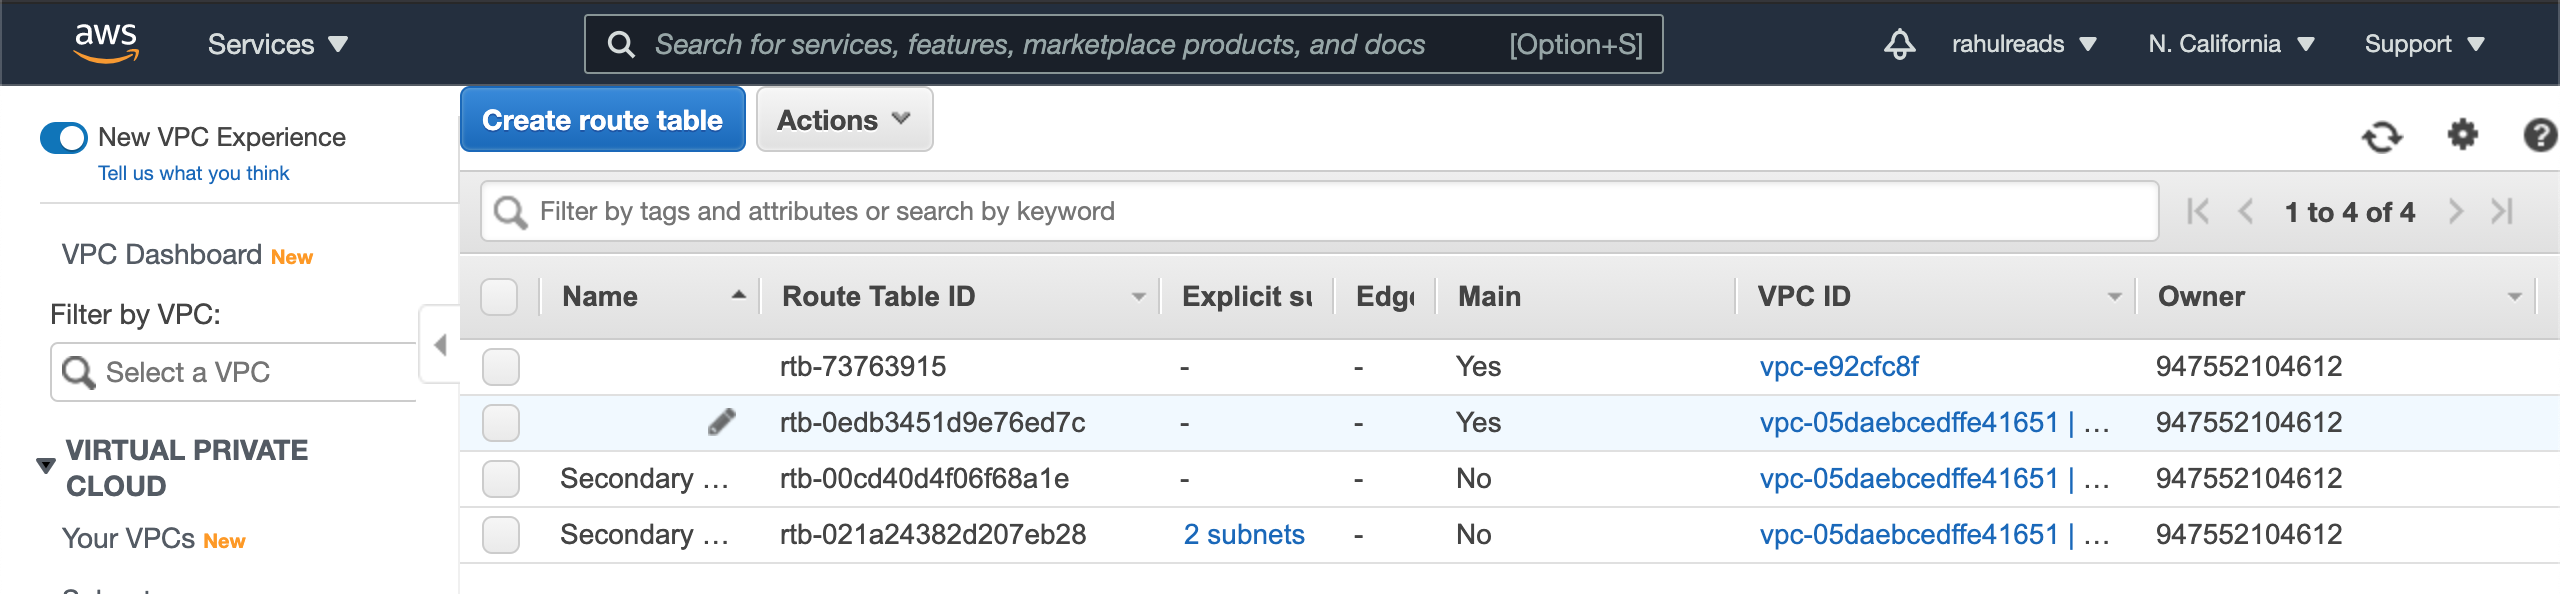 aws Services Search for services, features, marketplace products, and docs [Option+S] rahulreads N. California Support
New VPC Experience
Tell us what you think
VPC Dashboard New
Filter by VPC:
Select a VPC
VIRTUAL PRIVATE
CLOUD
Your VPCs New
Create route table Actions
Filter by tags and attributes or search by keyword 1 to 4 of 4
Name Route Table ID Explicit su Edge Main VPC ID Owner
rtb-73763915 - - Yes vpc-e92cfc8f 947552104612
rtb-0edb3451d9e76ed7c - - Yes vpc-05daebcedffe41651 | ... 947552104612
Secondary ... rtb-00cd40d4f06f68a1e - - No vpc-05daebcedffe41651 | ... 947552104612
Secondary ... rtb-021a24382d207eb28 2 subnets - No vpc-05daebcedffe41651 | ... 947552104612